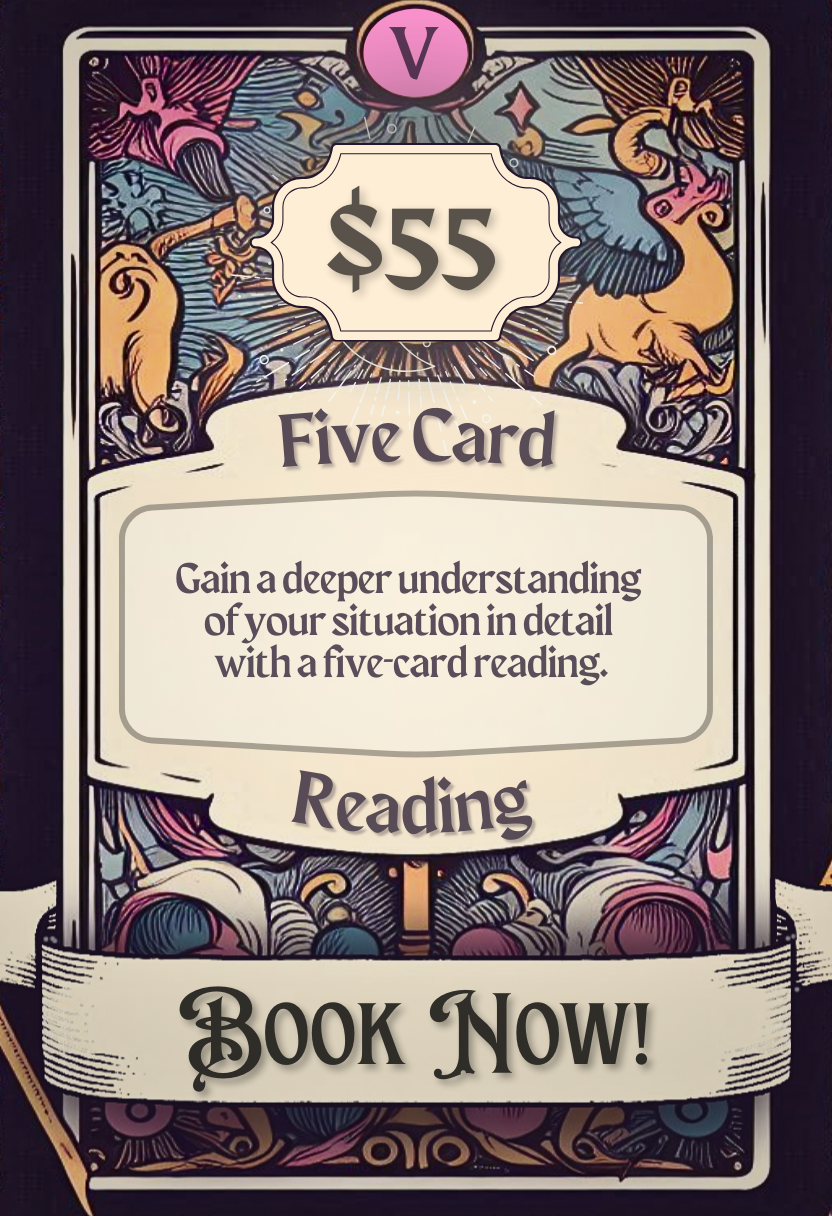 V
$55
Five Card
Gain a deeper understanding
of your situation in detail
with a five-card reading.
Reading
Book Now!